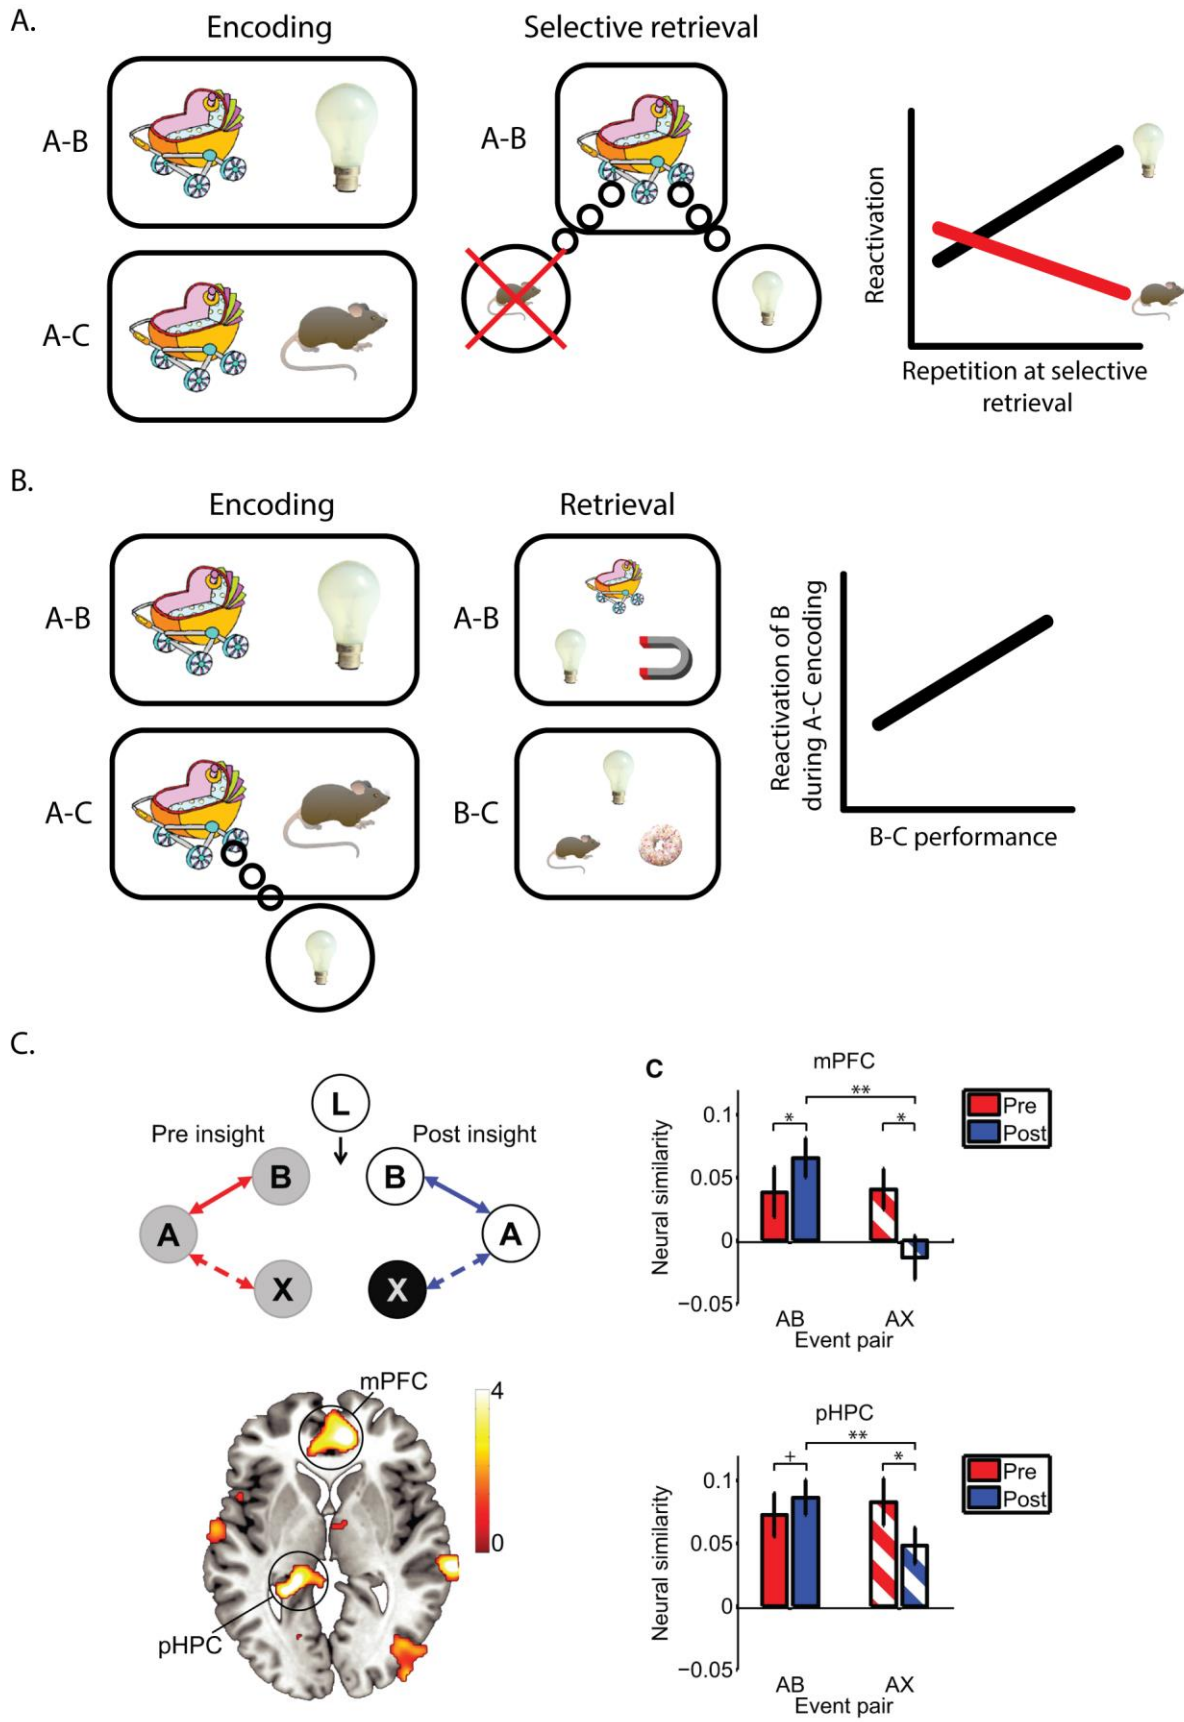 A.
Encoding
Selective retrieval
A-B
A-C
A-B
Reactivation
Repetition at selective
retrieval
B.
Encoding
Retrieval
A-B
A-C
A-B
B-C
Reactivation of B
during A-C encoding
B-C performance
C.
L
Pre insight
Post insight
B
B
A
A
X
X
mPFC
4
0
pHPC
C
mPFC
**
*
*
Pre
Post
0.1
0.05
0
−0.05
Neural similarity
AB
AX
Event pair
pHPC
**
+
*
Pre
Post
0.1
0.05
0
−0.05
Neural similarity
AB
AX
Event pair